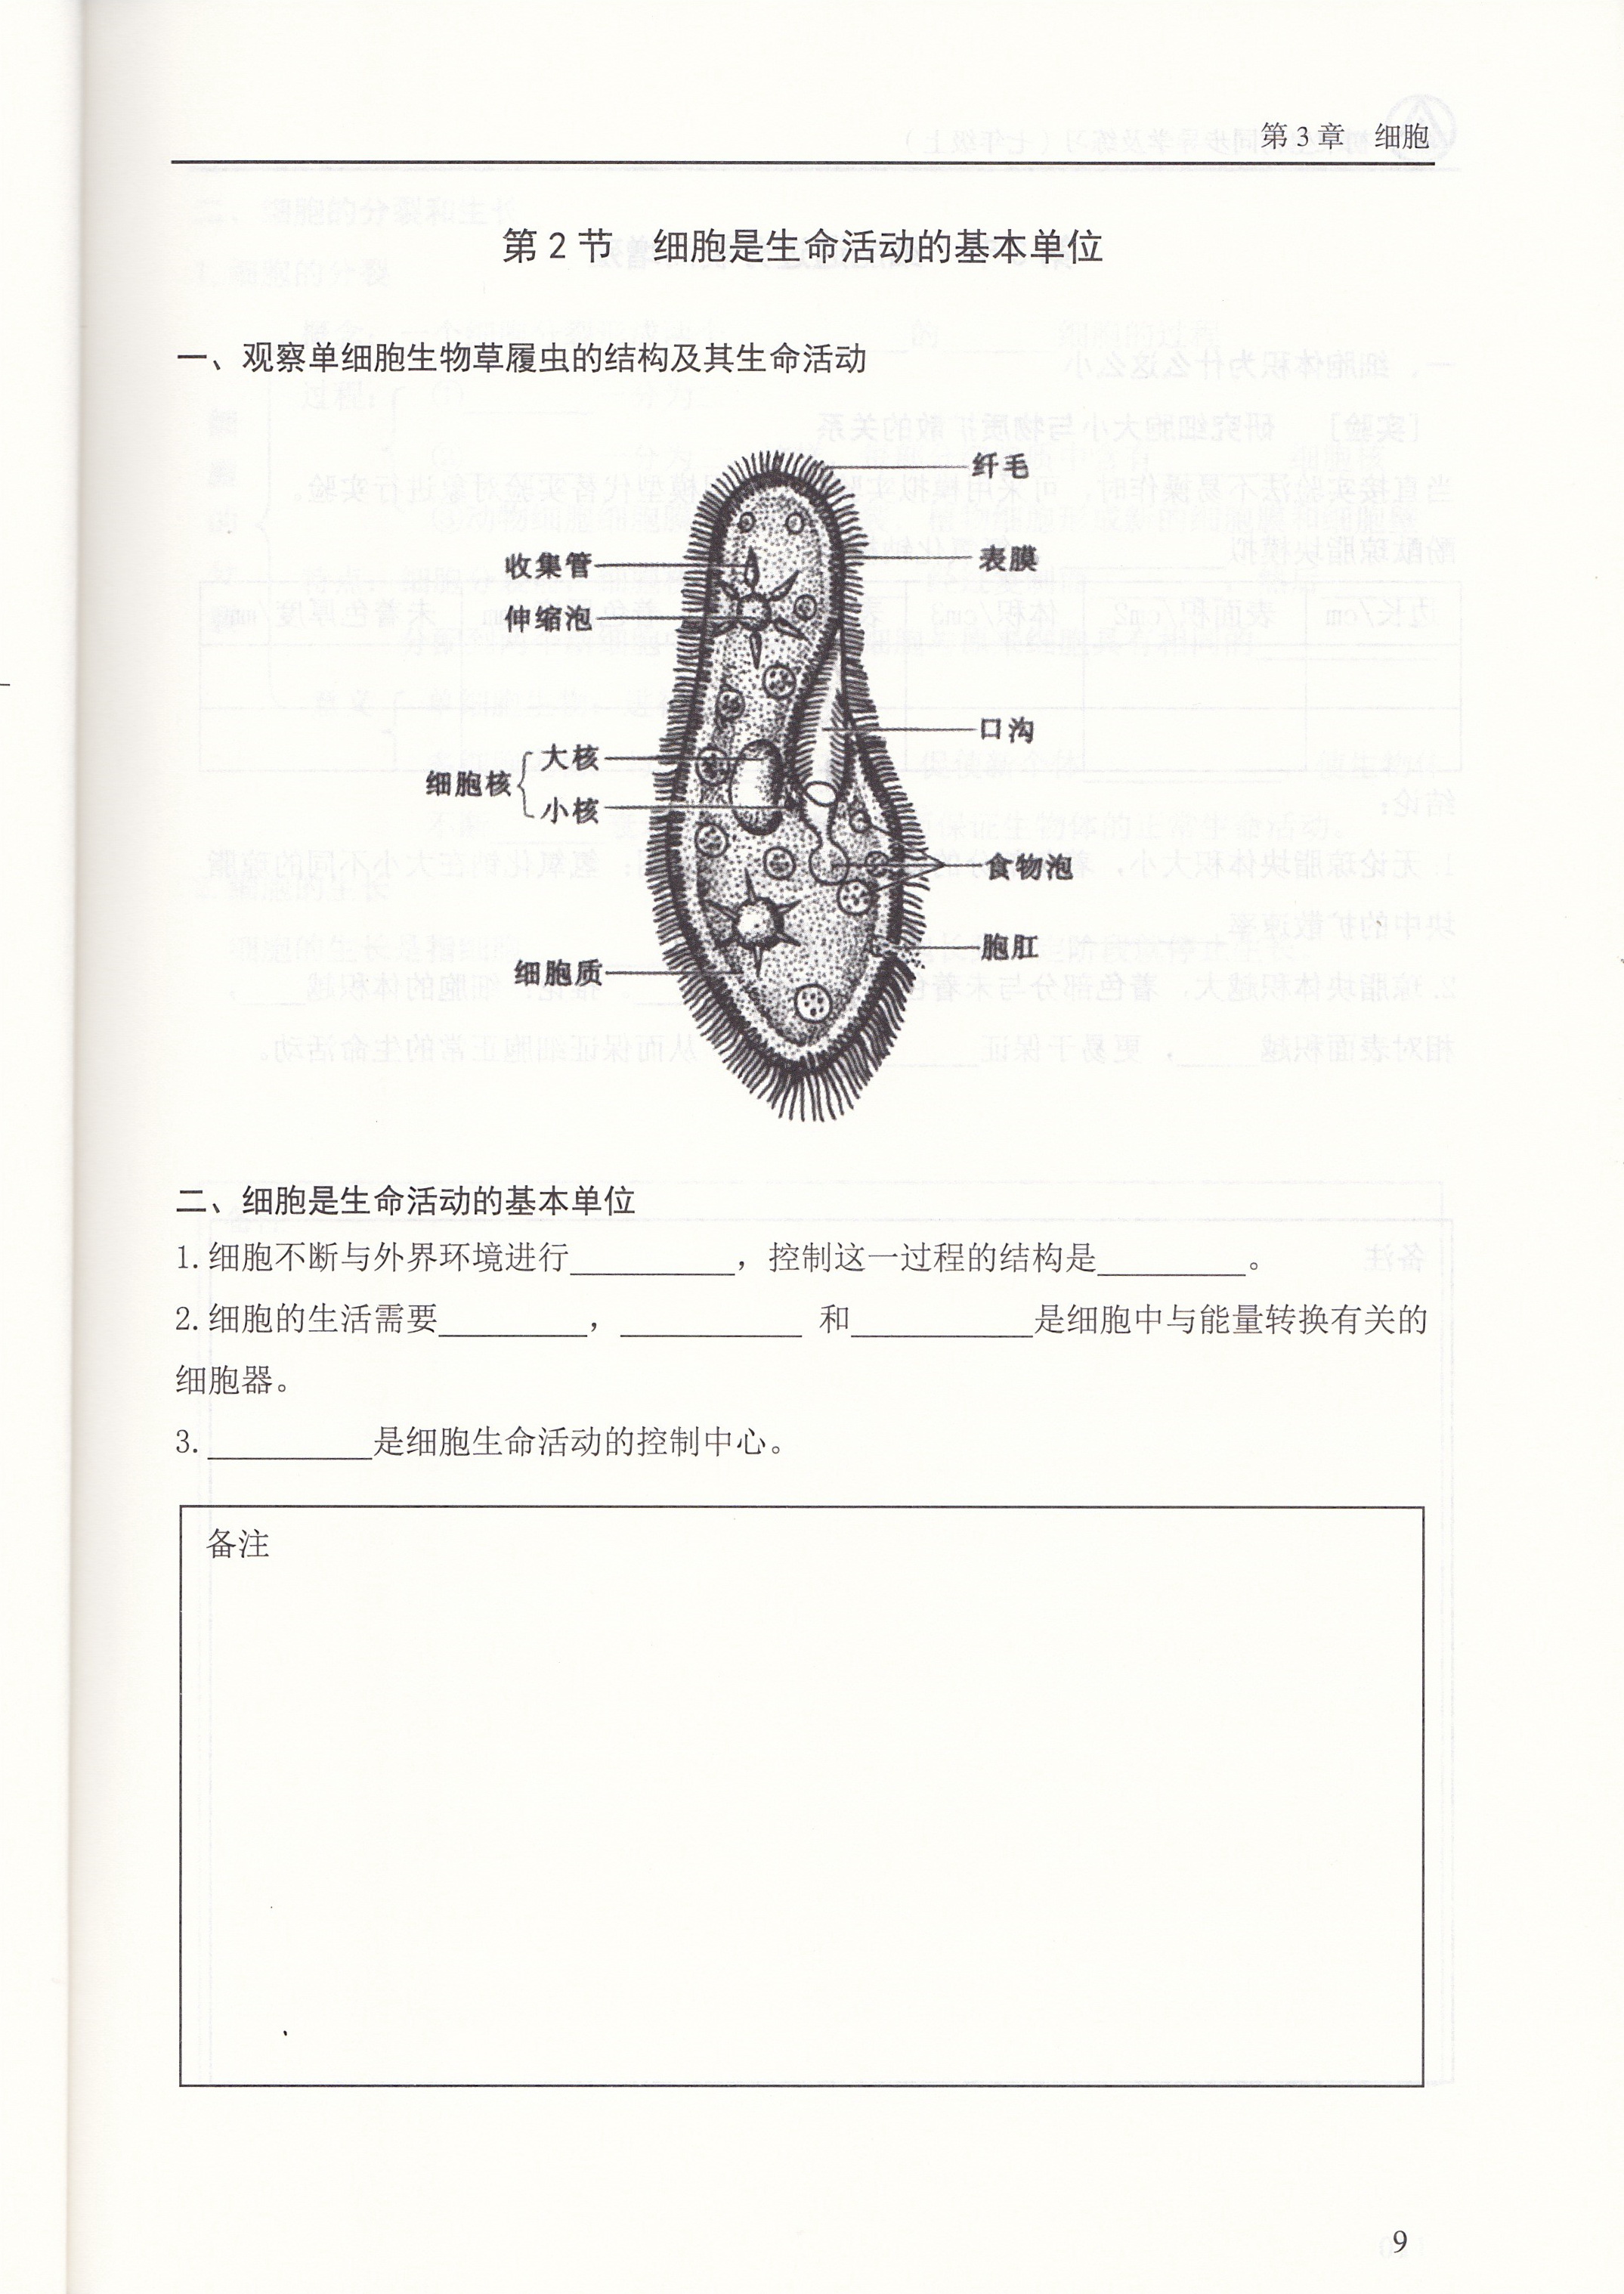 第 3 章　细胞
第 2 节　细胞是生命活动的基本单位
一、观察单细胞生物草履虫的结构及其生命活动
纤毛
收集管
表膜
伸缩泡
口沟
细胞核
大核
小核
食物泡
胞肛
细胞质
二、细胞是生命活动的基本单位
1. 细胞不断与外界环境进行__________，控制这一过程的结构是_________。
2. 细胞的生活需要_________，___________ 和___________是细胞中与能量转换有关的
细胞器。
3. __________是细胞生命活动的控制中心。
备注
9